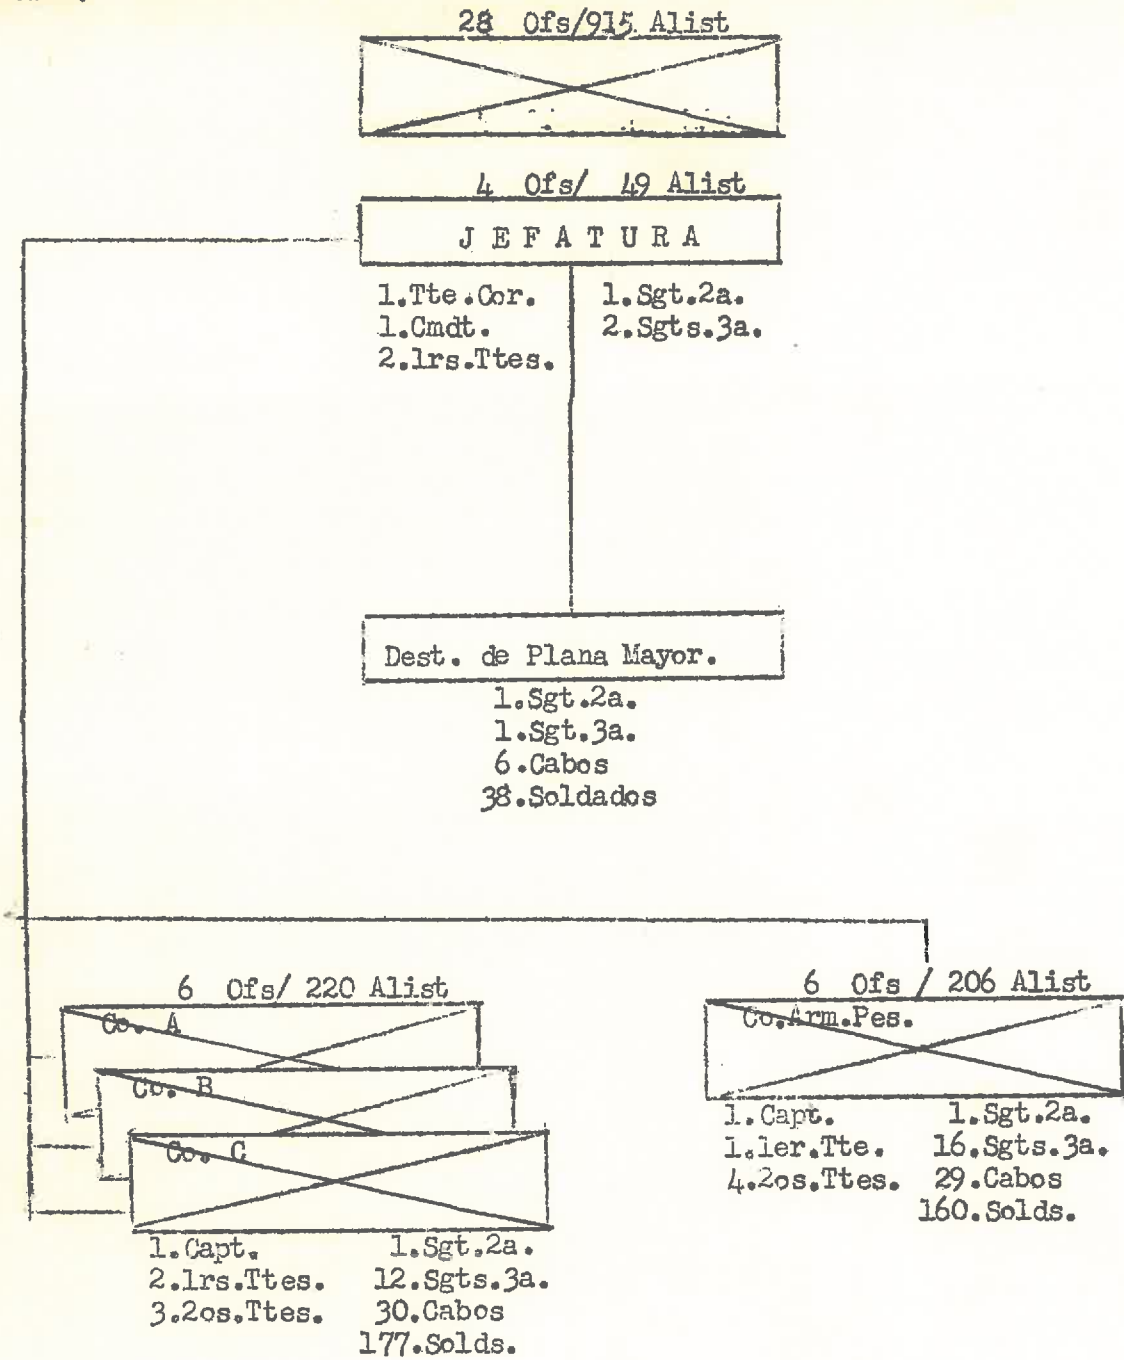 28 Ofs/915 Alist
4 Ofs/ 49 Alist
J E F A T U R A
1.Tte.Cor.
1.Cmdt.
2.1rs.Ttes.
1.Sgt.2a.
2.Sgts.3a.
Dest. de Plana Mayor.
1.Sgt.2a.
1.Sgt.3a.
6.Cabos
38.Soldados
6 Ofs/ 220 Alist
Co. A
Co. B
Co. C
1.Capt.
2.1rs.Ttes.
3.2os.Ttes.
1.Sgt.2a.
12.Sgts.3a.
30.Cabos
177.Solds.
6 Ofs / 206 Alist
Co.Arm.Pes.
1.Capt.
1.1er.Tte.
4.2os.Ttes.
1.Sgt.2a.
16.Sgts.3a.
29.Cabos
160.Solds.